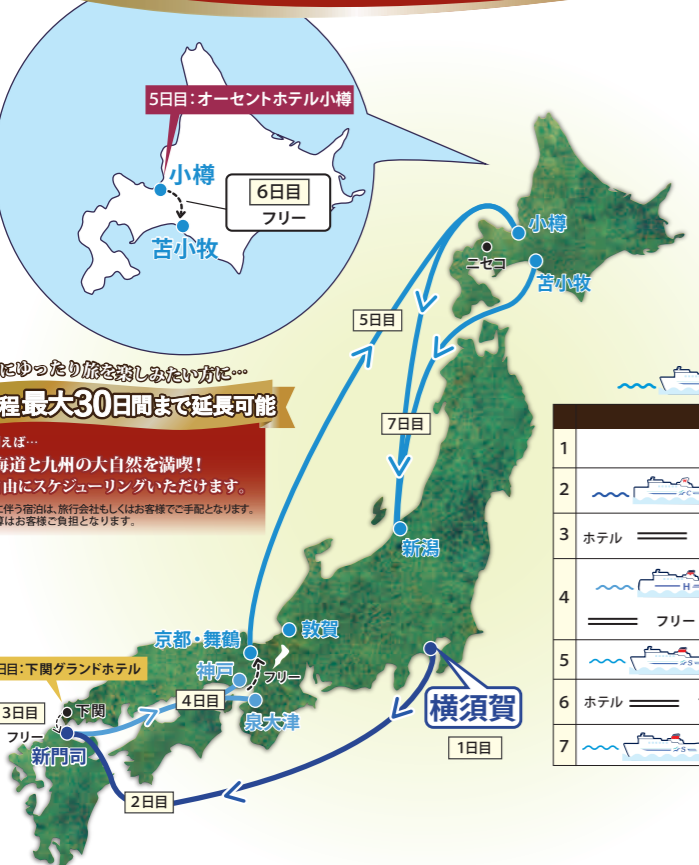 5日目：オーセントホテル小樽
小樽
6日目
フリー
苫小牧
小樽
ニセコ
苫小牧
5日目
にゆったり旅を楽しみたい方に…
程最大30日間まで延長可能
えば…
海道と九州の大自然を満喫！
由にスケジューリングいただけます。
に伴う宿泊は、旅行会社もしくはお客様でご手配となります。
算はお客様ご負担となります。
7日目
新潟
敦賀
京都・舞鶴
神戸
フリー
4日目
泉大津
日目：下関グランドホテル
3日目
下関
フリー
新門司
横須賀
1日目
2日目
1
2
3 ホテル
4
H
フリー
5
6 ホテル
7